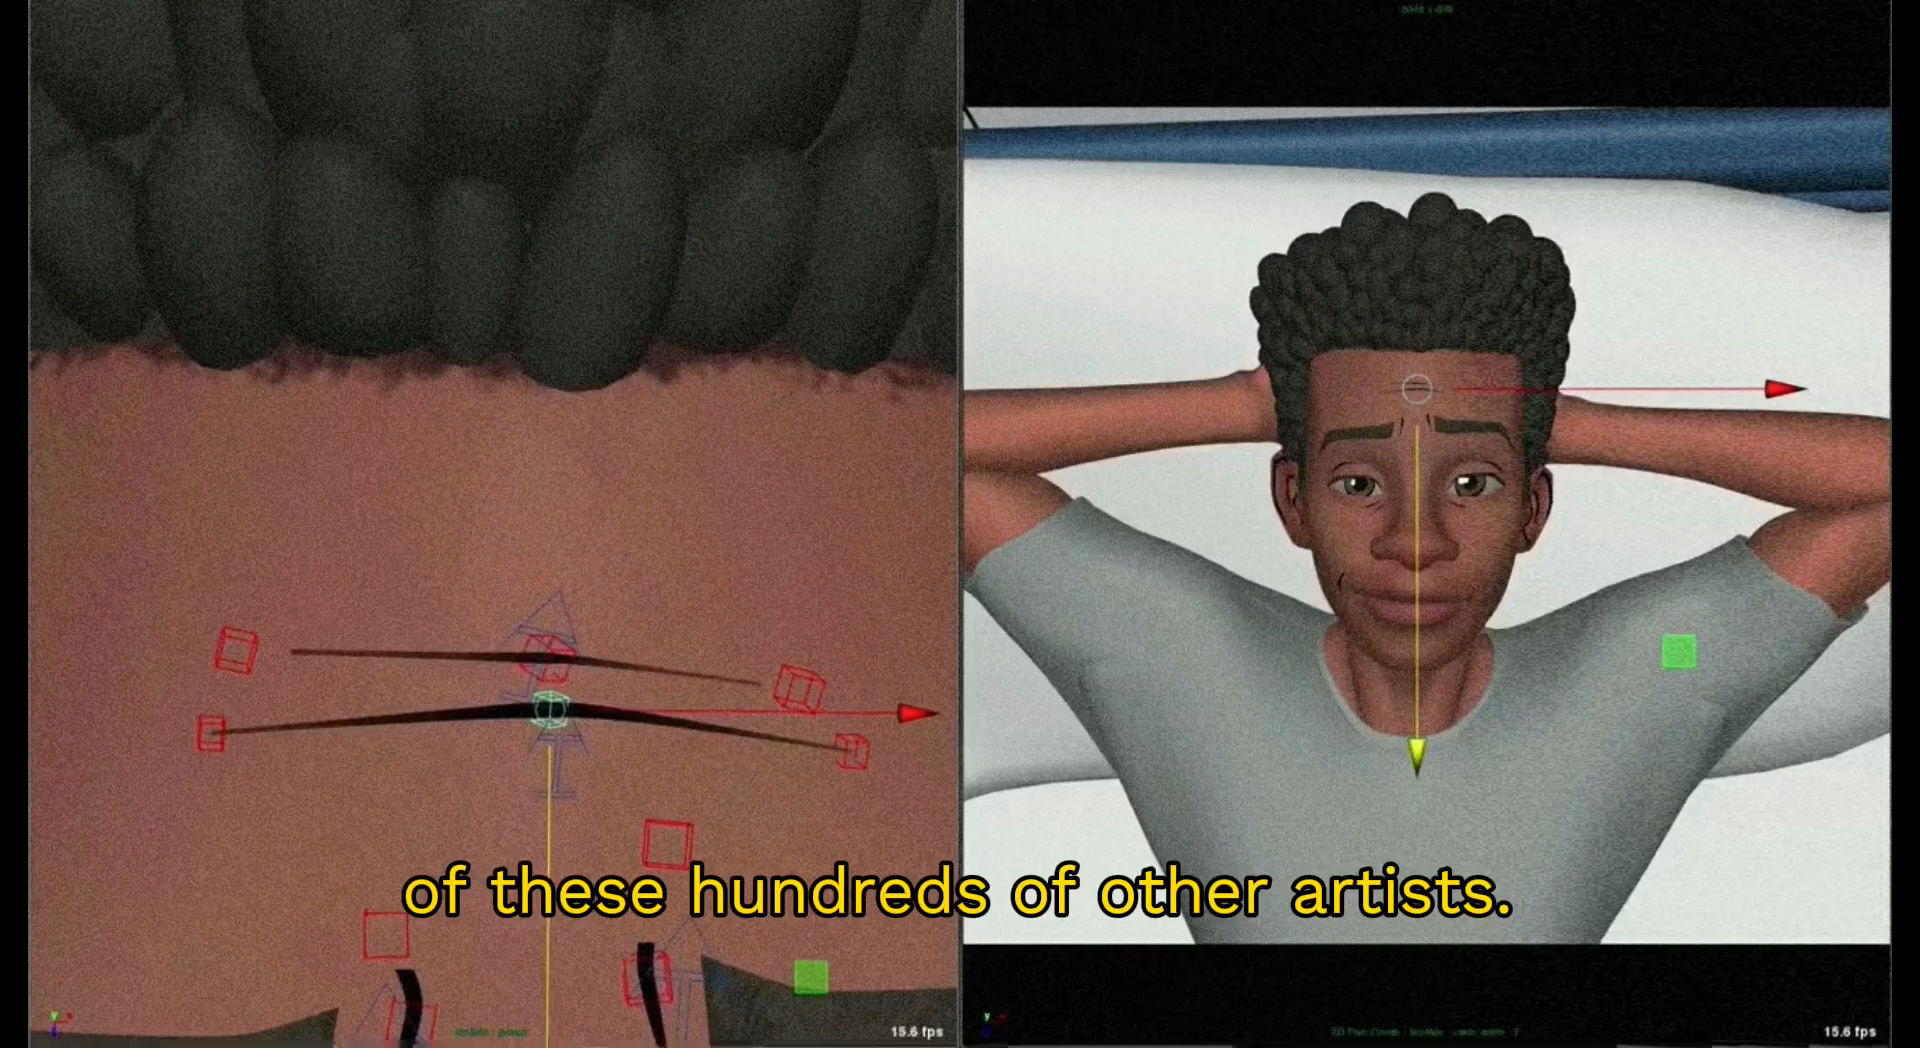 of these hundreds of other artists.
15.6 fps
15.6 fps